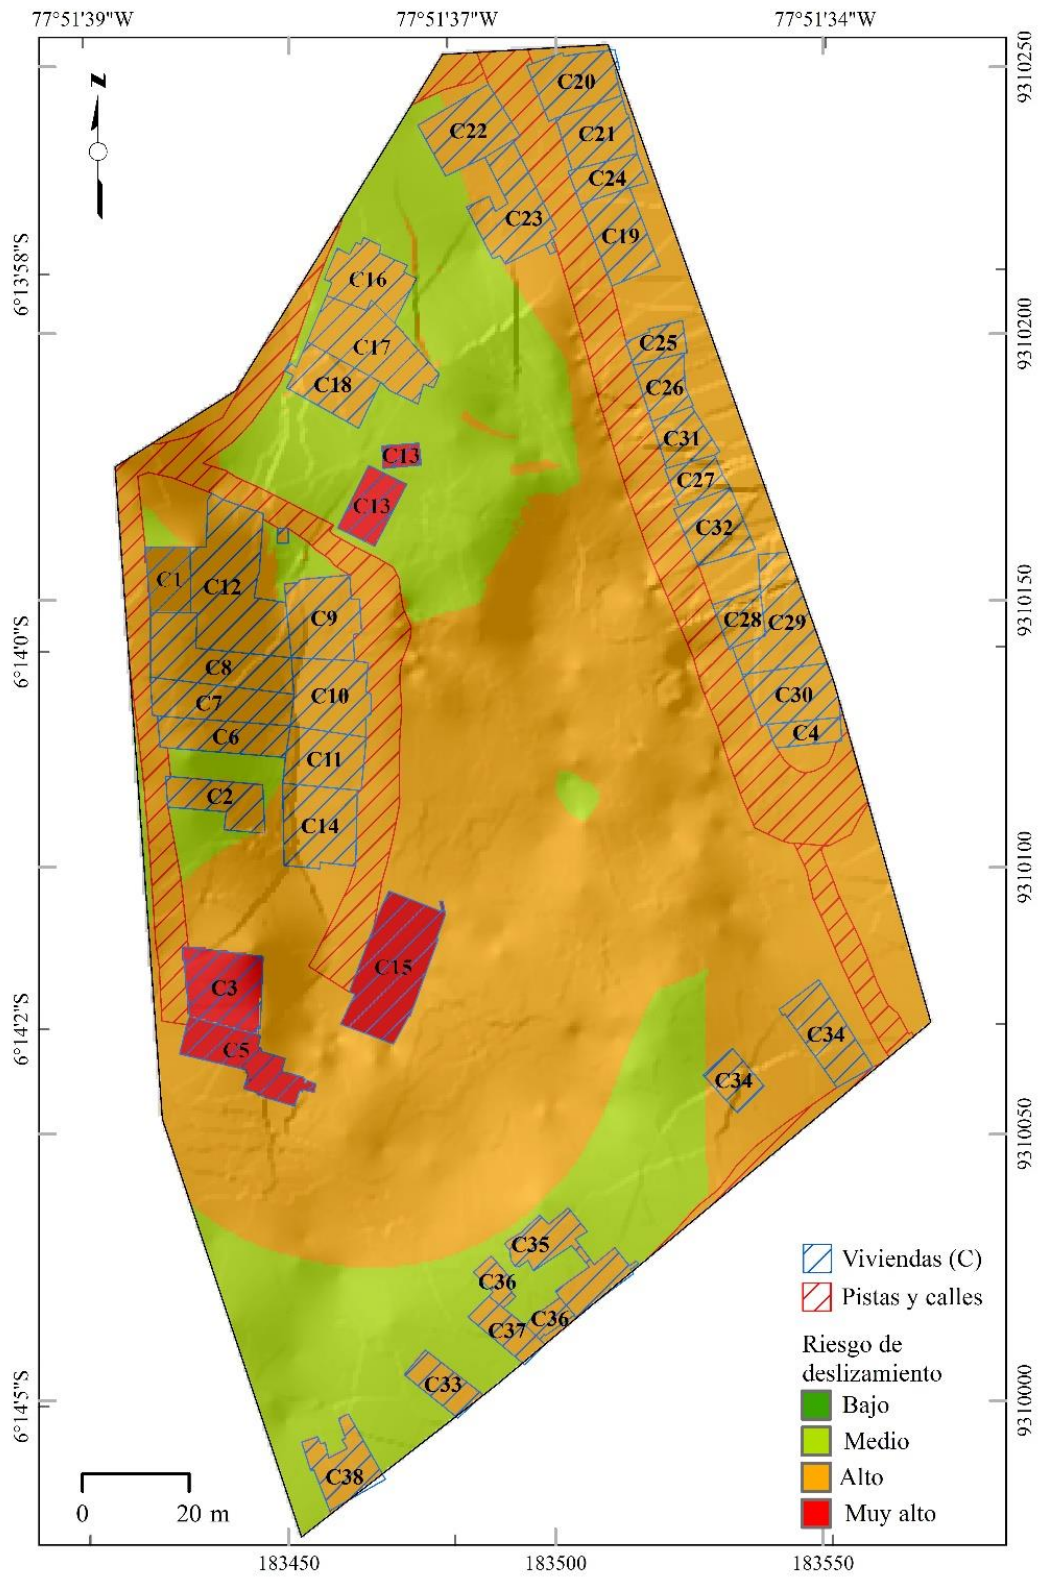 77°51'39"W
77°51'37"W
77°51'34"W
9310250
N
C20
C22
C21
C24
C23
C19
6°13'58"S
C16
9310200
C25
C17
C18
C26
C31
C13
C27
C13
C32
C1
C12
9310150
C9
C28
C29
6°14'0"S
C8
C10
C30
C7
C4
C6
C11
C2
C14
9310100
C15
C3
6°14'2"S
C34
C5
C34
9310050
C35
Viviendas (C)
C36
Pistas y calles
C36
C37
Riesgo de
deslizamiento
C33
Bajo
6°14'5"S
9310000
Medio
C38
Alto
0
20 m
Muy alto
183450
183500
183550